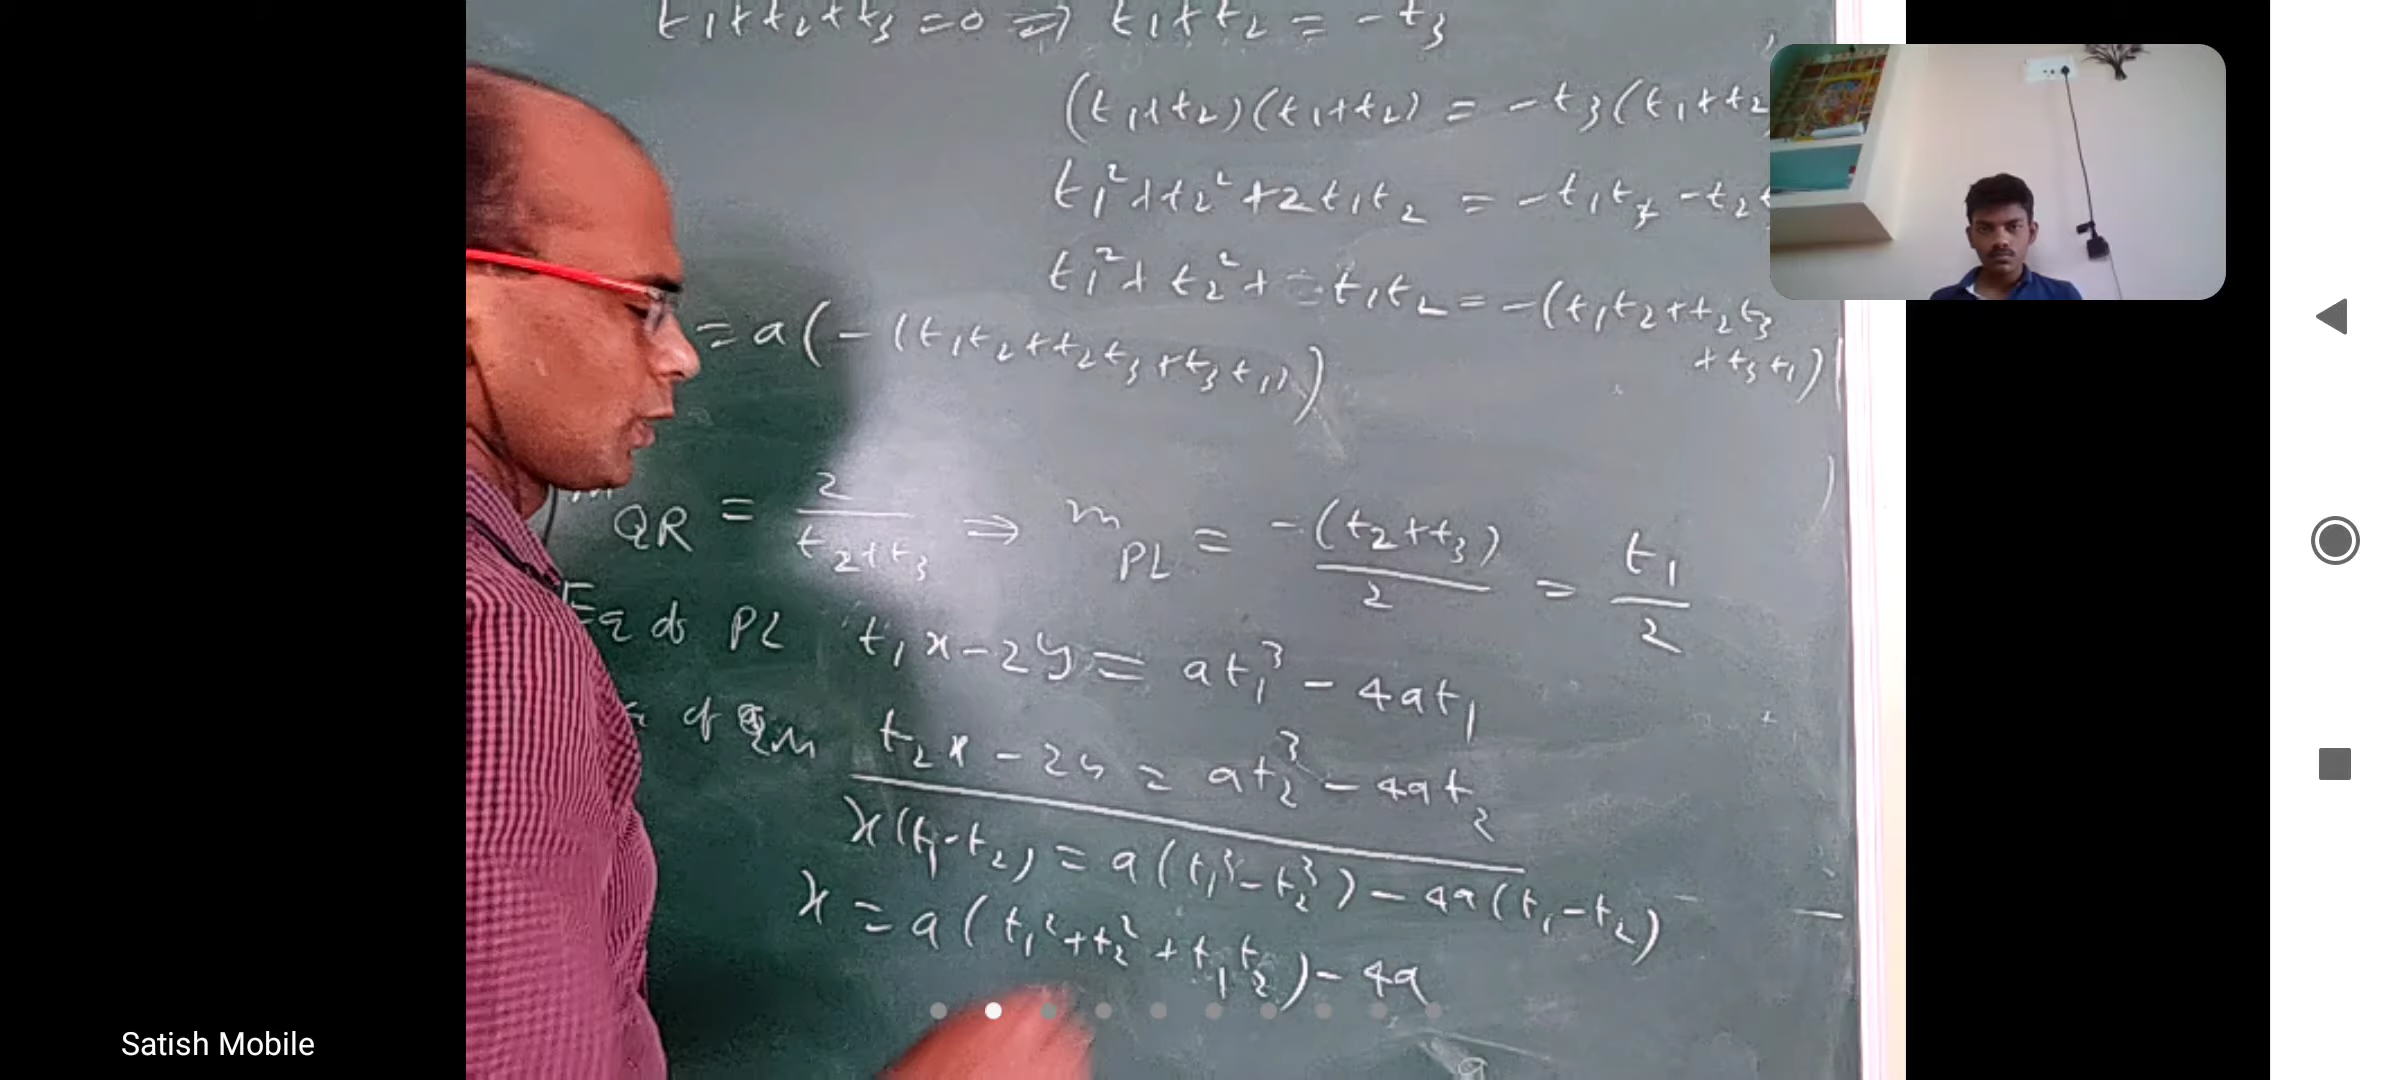 t₁+t₂+t₃=0 ⇒ t₁+t₂ = -t₃
(t₁+t₂)(t₁+t₂) = -t₃(t₁+t₂
t₁²+t₂²+2t₁t₂ = -t₁t₃ -t₂
t₁²+t₂²+ t₁t₂ = -(t₁t₂+t₂t₃
+t₃t₁)
= a(-(t₁t₂+t₂t₃+t₃t₁))
m QR = 2/(t₂+t₃) ⇒ m PL = -(t₂+t₃)/2 = t₁/2
Eq of PL t₁x-2y = at₁³-4at₁
of QM t₂x-2y = at₂³-4at₂
x(t₁-t₂) = a(t₁³-t₂³)-4a(t₁-t₂)
x = a(t₁²+t₂²+t₁t₂)-4a
Satish Mobile